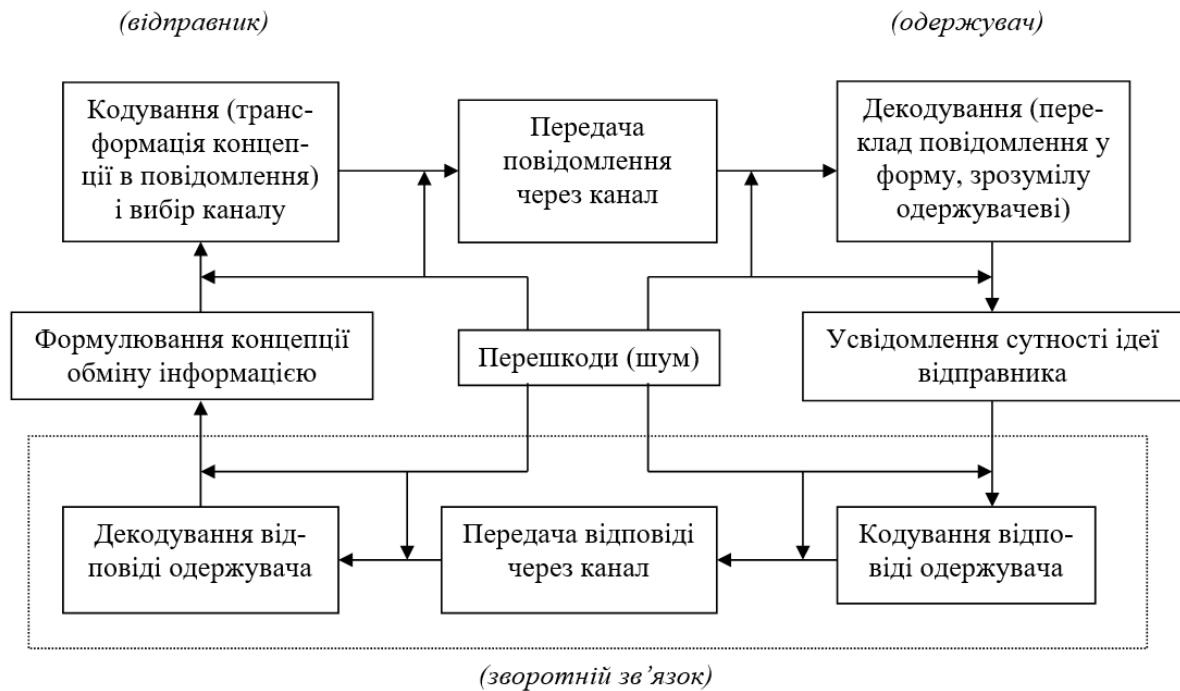 (відправник)
(одержувач)
Кодування (транс-
формація концеп-
ції в повідомлення)
і вибір каналу
Передача
повідомлення
через канал
Декодування (пере-
клад повідомлення у
форму, зрозумілу
одержувачеві)
Формулювання концепції
обміну інформацією
Перешкоди (шум)
Усвідомлення сутності ідеї
відправника
Декодування від-
повіді одержувача
Передача відповіді
через канал
Кодування відпо-
віді одержувача
(зворотній зв’язок)